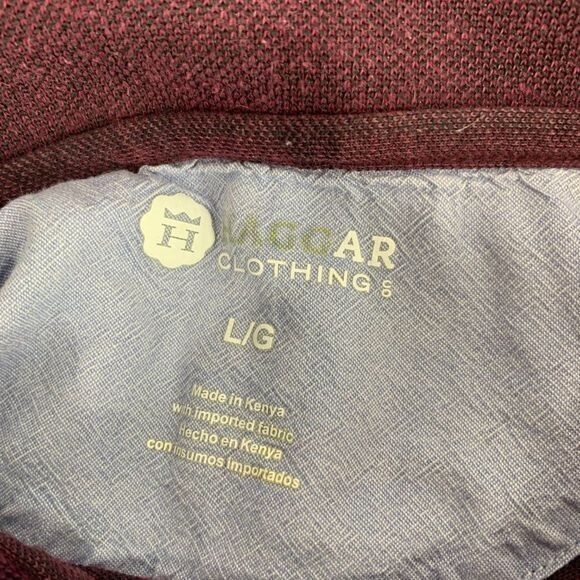 H HAGGAR
CLOTHING CO
L/G
Made in Kenya
with imported fabric
Hecho en Kenya
con insumos importados